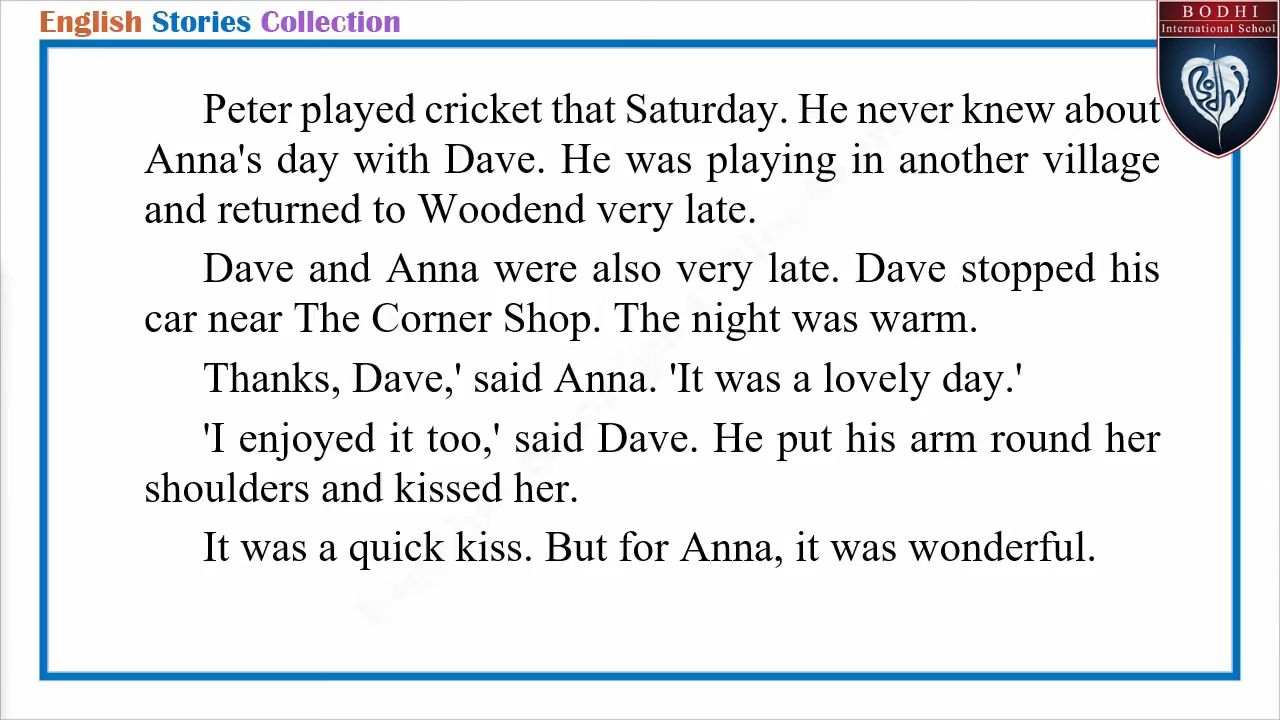 English Stories Collection
BODHI
International School
Bodhi
Peter played cricket that Saturday. He never knew about
Anna's day with Dave. He was playing in another village
and returned to Woodend very late.
Dave and Anna were also very late. Dave stopped his
car near The Corner Shop. The night was warm.
Thanks, Dave,' said Anna. 'It was a lovely day.'
'I enjoyed it too,' said Dave. He put his arm round her
shoulders and kissed her.
It was a quick kiss. But for Anna, it was wonderful.